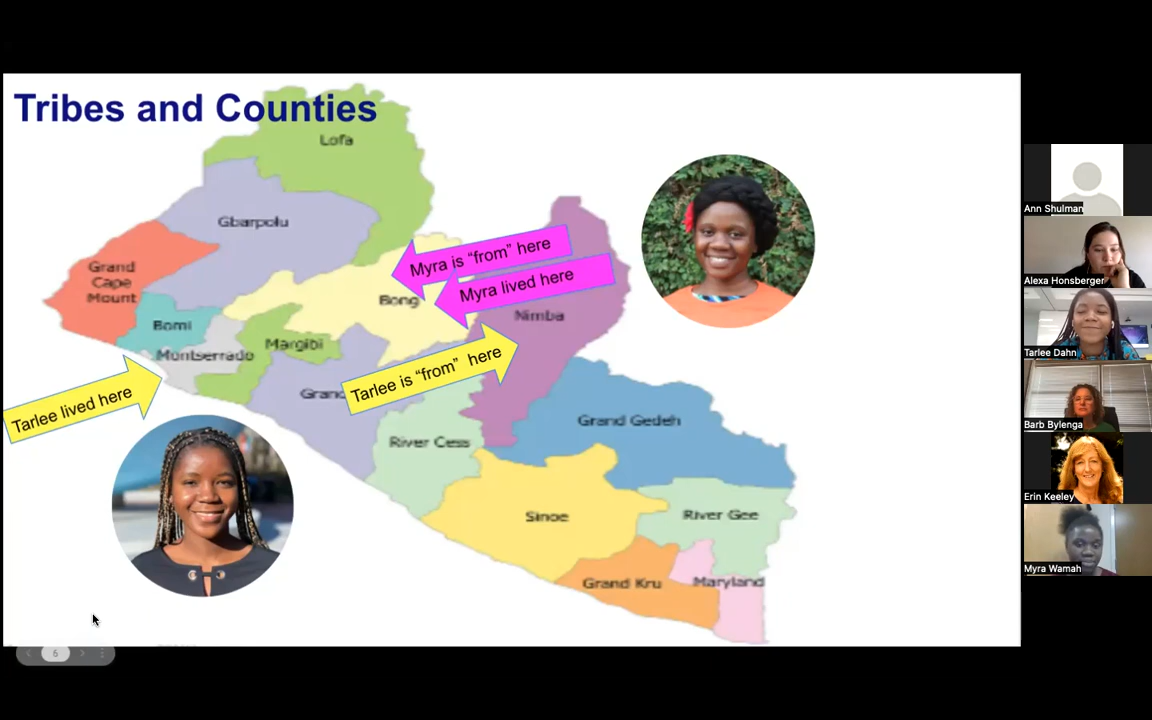 Tribes and Counties
Lofa
Gbarpolu
Grand
Cape
Mount
Myra is “from” here
Myra lived here
Bong
Nimba
Bomi
Montserrado
Margibi
Tarlee is “from” here
Tarlee lived here
Grand
Grand Gedeh
River Cess
Sinoe
River Gee
Grand Kru
Maryland
6
Ann Shulman
Alexa Honsberger
Tarlee Dahn
Barb Bylenga
Erin Keeley
Myra Wamah